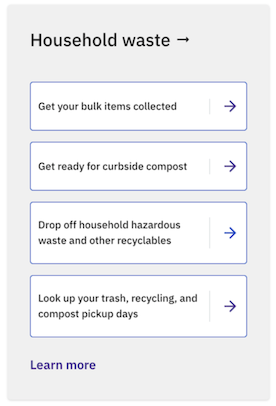 Household waste →
Get your bulk items collected
Get ready for curbside compost
Drop off household hazardous
waste and other recyclables
Look up your trash, recycling, and
compost pickup days
Learn more